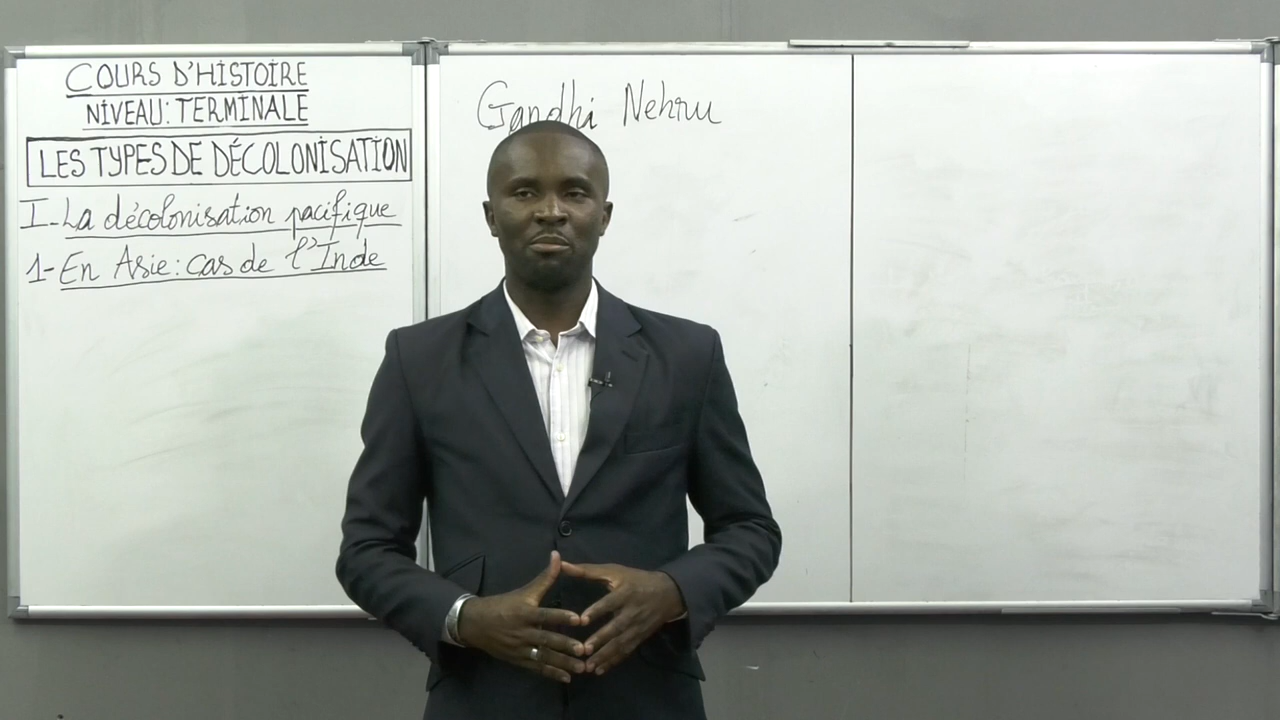 COURS D'HISTOIRE
NIVEAU: TERMINALE
LES TYPES DE DÉCOLONISATION
I-La décolonisation pacifique
1-En Asie: cas de l'Inde
Gandhi Nehru